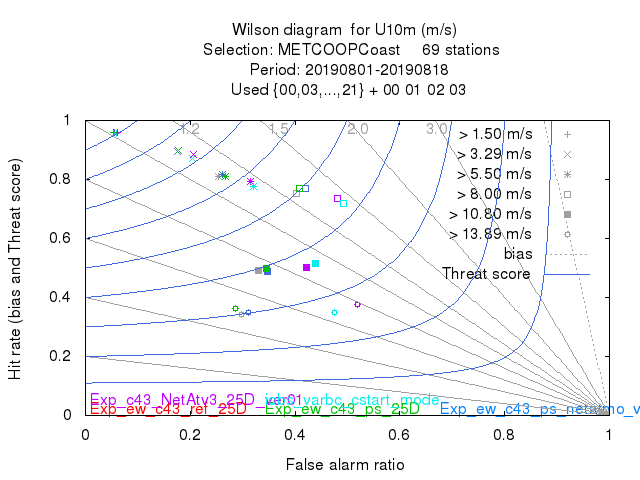 Wilson diagram for U10m (m/s)
Selection: METCOOPCoast 69 stations
Period: 20190801-20190818
Used {00,03,...,21} + 00 01 02 03
Hit rate (bias and Threat score)
1
0.8
0.6
0.4
0.2
0
1.2 1.5 2.0 3.0
> 1.50 m/s
> 3.29 m/s
> 5.50 m/s
> 8.00 m/s
> 10.80 m/s
> 13.89 m/s
bias
Threat score
Exp_c43_NetAtv3_25D_ver01
varbc_cstart_mode
Exp_ew_c43_ref_25D
Exp_ew_c43_ps_25D
Exp_ew_c43_ps_netatmo_v
0 0.2 0.4 0.6 0.8 1
False alarm ratio